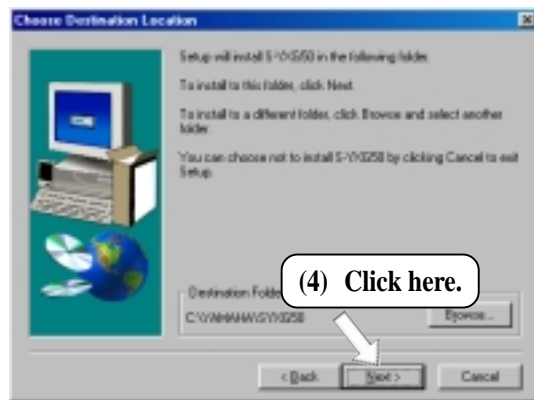 Choose Destination Location
Setup will install S-YXG50 in the following folder.
To install to this folder, click Next.
To install to a different folder, click Browse and select another
folder.
You can choose not to install S-YXG50 by clicking Cancel to exit
Setup.
(4) Click here.
Destination Folder
C:\YAMAHA\SYXG50
Browse...
< Back
Next >
Cancel